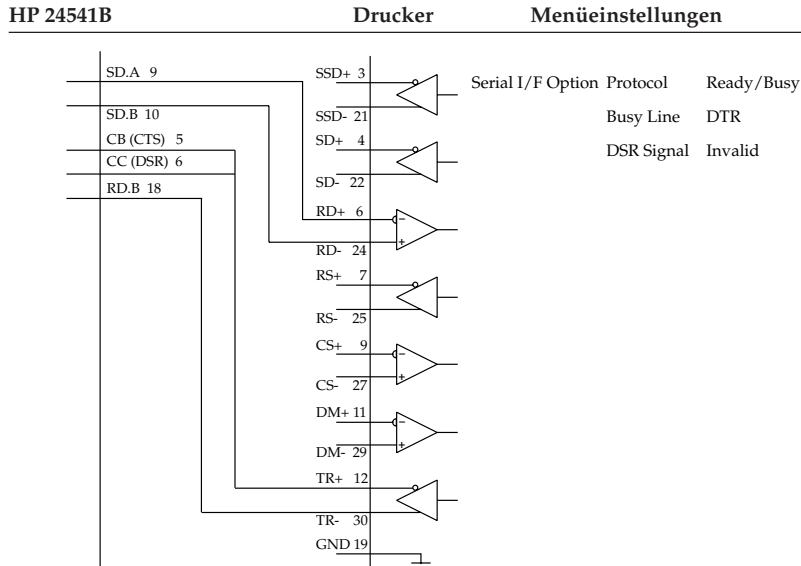 HP 24541B Drucker Menüeinstellungen
SD.A 9 SSD+ 3 Serial I/F Option Protocol Ready/Busy
SD.B 10 SSD- 21 Busy Line DTR
CB (CTS) 5 SD+ 4 DSR Signal Invalid
CC (DSR) 6 SD- 22
RD.B 18 RD+ 6
RD- 24
RS+ 7
RS- 25
CS+ 9
CS- 27
DM+ 11
DM- 29
TR+ 12
TR- 30
GND 19